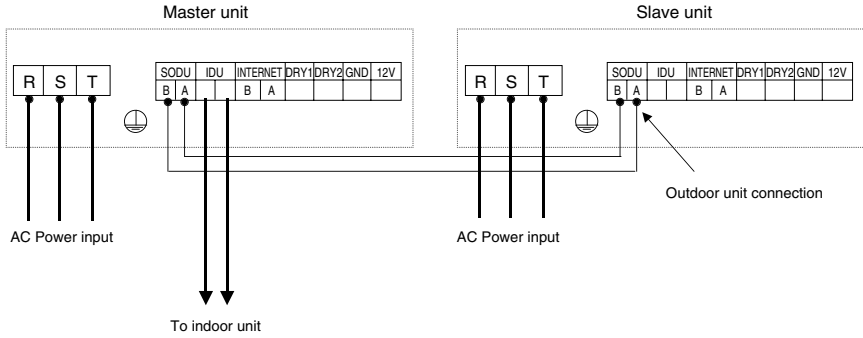 Master unit
Slave unit
R S T
SODU IDU INTERNET DRY1 DRY2 GND 12V
B A B A
R S T
SODU IDU INTERNET DRY1 DRY2 GND 12V
B A B A
Outdoor unit connection
AC Power input
AC Power input
To indoor unit